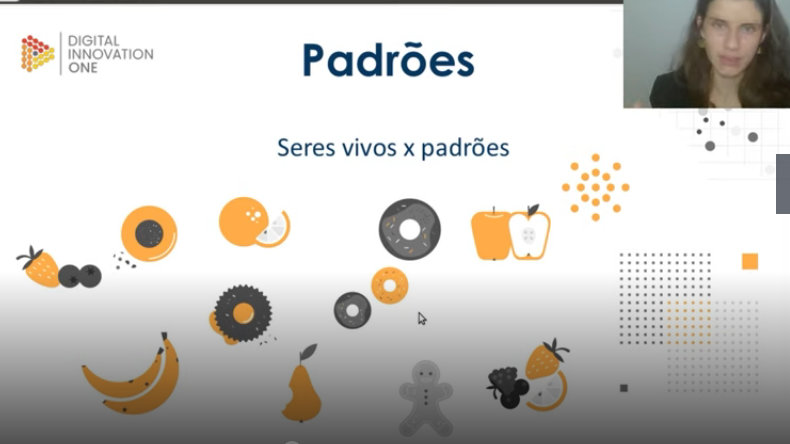 DIGITAL
INNOVATION
ONE
Padrões
Seres vivos x padrões